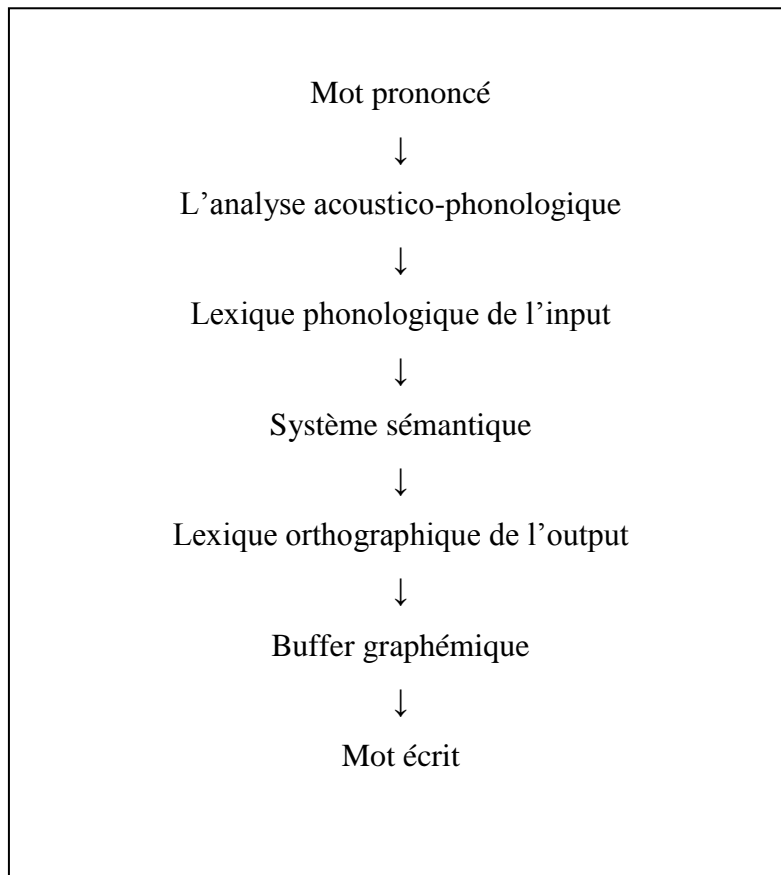 Mot prononcé
↓
L’analyse acoustico-phonologique
↓
Lexique phonologique de l’input
↓
Système sémantique
↓
Lexique orthographique de l’output
↓
Buffer graphémique
↓
Mot écrit